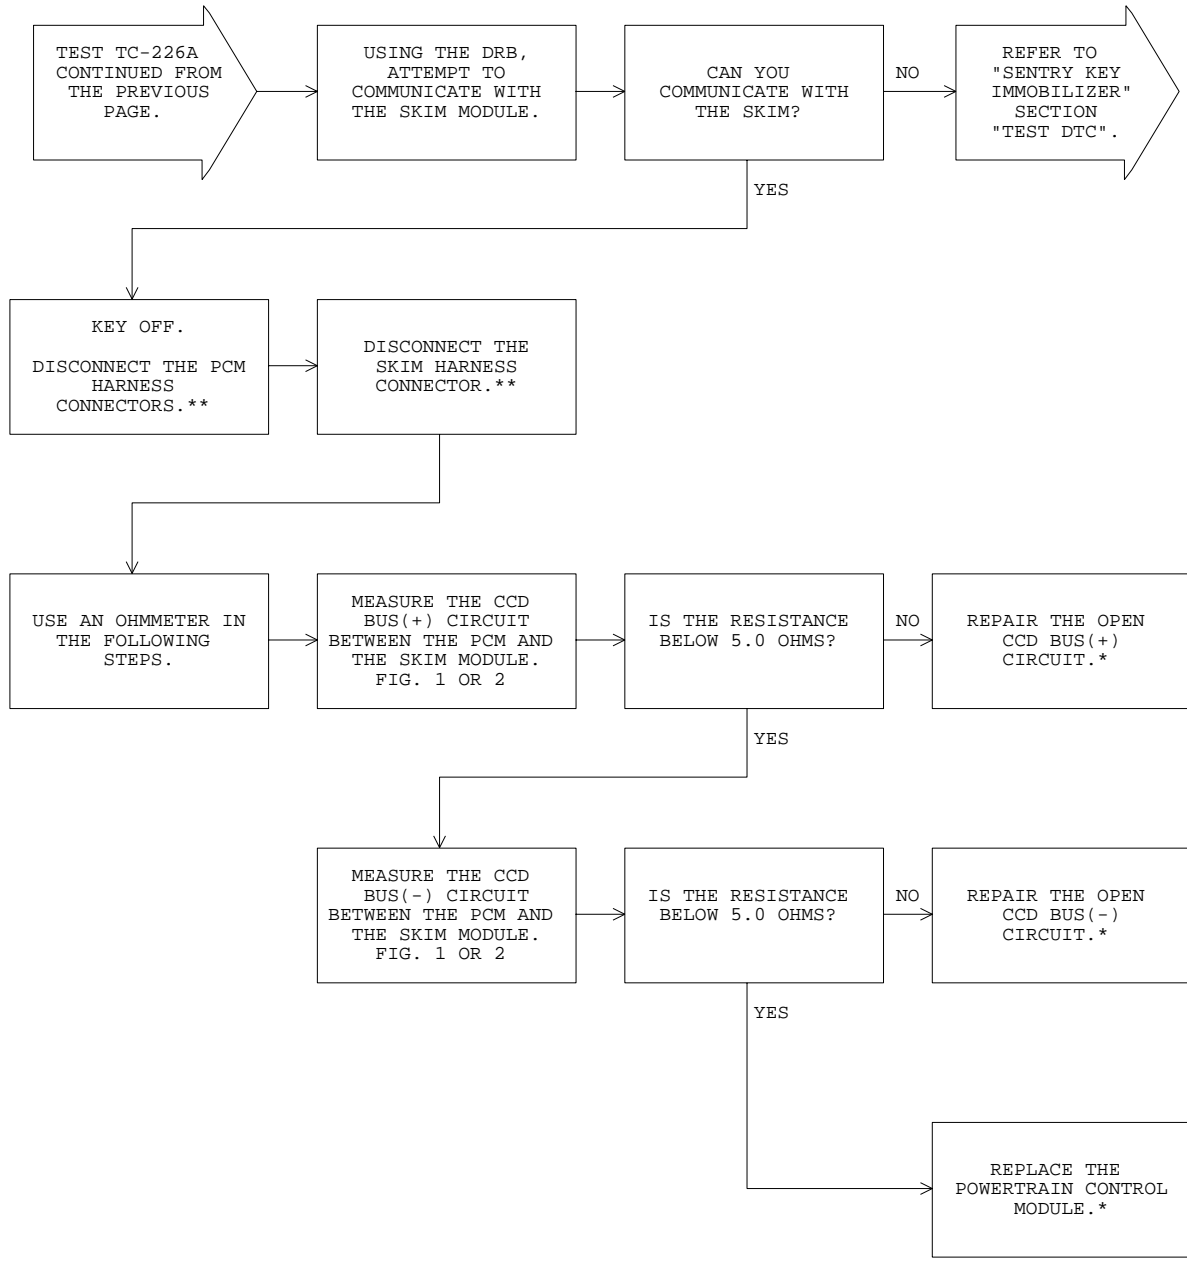 TEST TC-226A
CONTINUED FROM
THE PREVIOUS
PAGE.
USING THE DRB,
ATTEMPT TO
COMMUNICATE WITH
THE SKIM MODULE.
CAN YOU
COMMUNICATE WITH
THE SKIM?
NO
REFER TO
"SENTRY KEY
IMMOBILIZER"
SECTION
"TEST DTC".
YES
KEY OFF.
DISCONNECT THE PCM
HARNESS
CONNECTORS.**
DISCONNECT THE
SKIM HARNESS
CONNECTOR.**
USE AN OHMMETER IN
THE FOLLOWING
STEPS.
MEASURE THE CCD
BUS(+) CIRCUIT
BETWEEN THE PCM AND
THE SKIM MODULE.
FIG. 1 OR 2
IS THE RESISTANCE
BELOW 5.0 OHMS?
NO
REPAIR THE OPEN
CCD BUS(+)
CIRCUIT.*
YES
MEASURE THE CCD
BUS(-) CIRCUIT
BETWEEN THE PCM AND
THE SKIM MODULE.
FIG. 1 OR 2
IS THE RESISTANCE
BELOW 5.0 OHMS?
NO
REPAIR THE OPEN
CCD BUS(-)
CIRCUIT.*
YES
REPLACE THE
POWERTRAIN CONTROL
MODULE.*